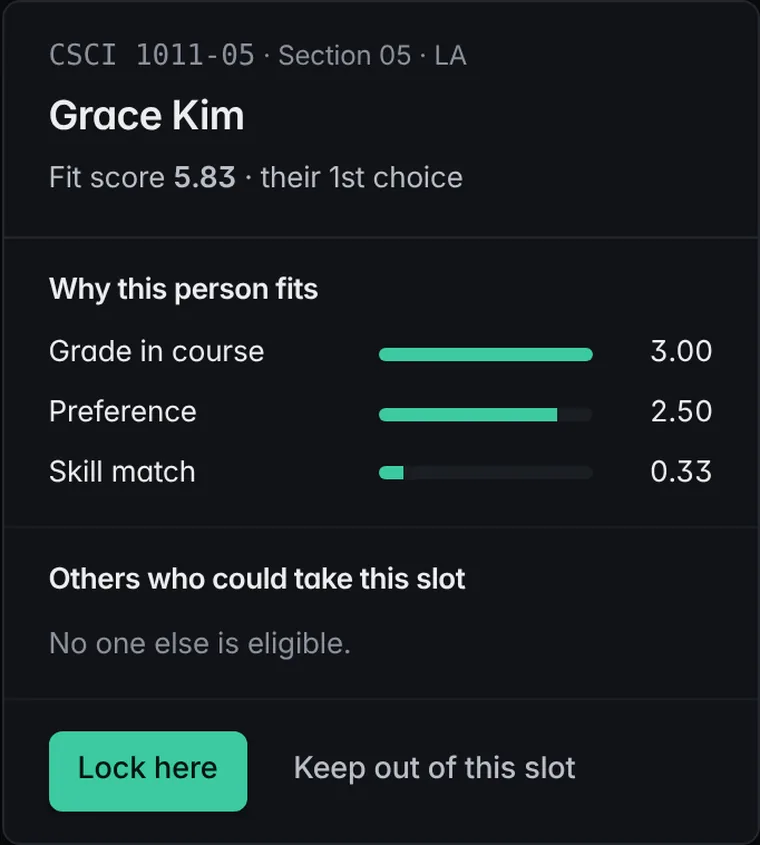 CSCI 1011-05 · Section 05 · LA
Grace Kim
Fit score 5.83 · their 1st choice
Why this person fits
Grade in course 3.00
Preference 2.50
Skill match 0.33
Others who could take this slot
No one else is eligible.
Lock here Keep out of this slot